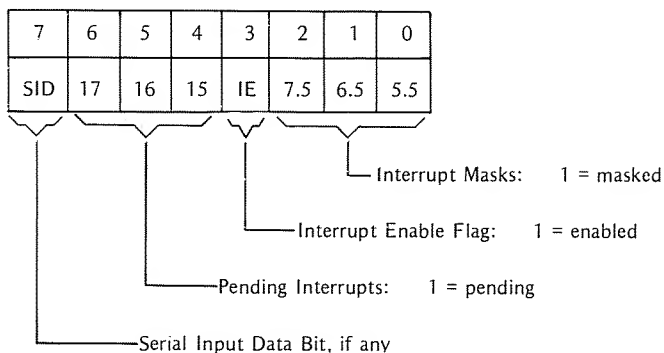 7 6 5 4 3 2 1 0
SID 17 16 15 IE 7.5 6.5 5.5
Interrupt Masks: 1 = masked
Interrupt Enable Flag: 1 = enabled
Pending Interrupts: 1 = pending
Serial Input Data Bit, if any